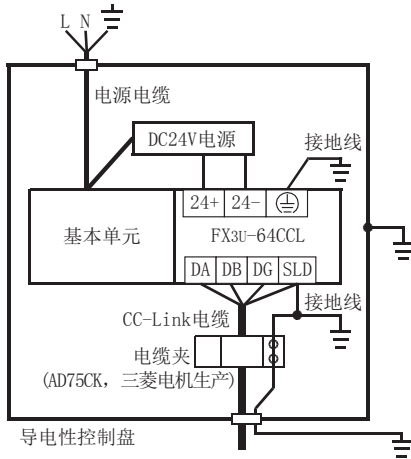 L N
电源电缆
DC24V电源
接地线
24+ 24-
基本单元
FX3U-64CCL
DA DB DG SLD
接地线
CC-Link电缆
电缆夹
(AD75CK，三菱电机生产)
导电性控制盘